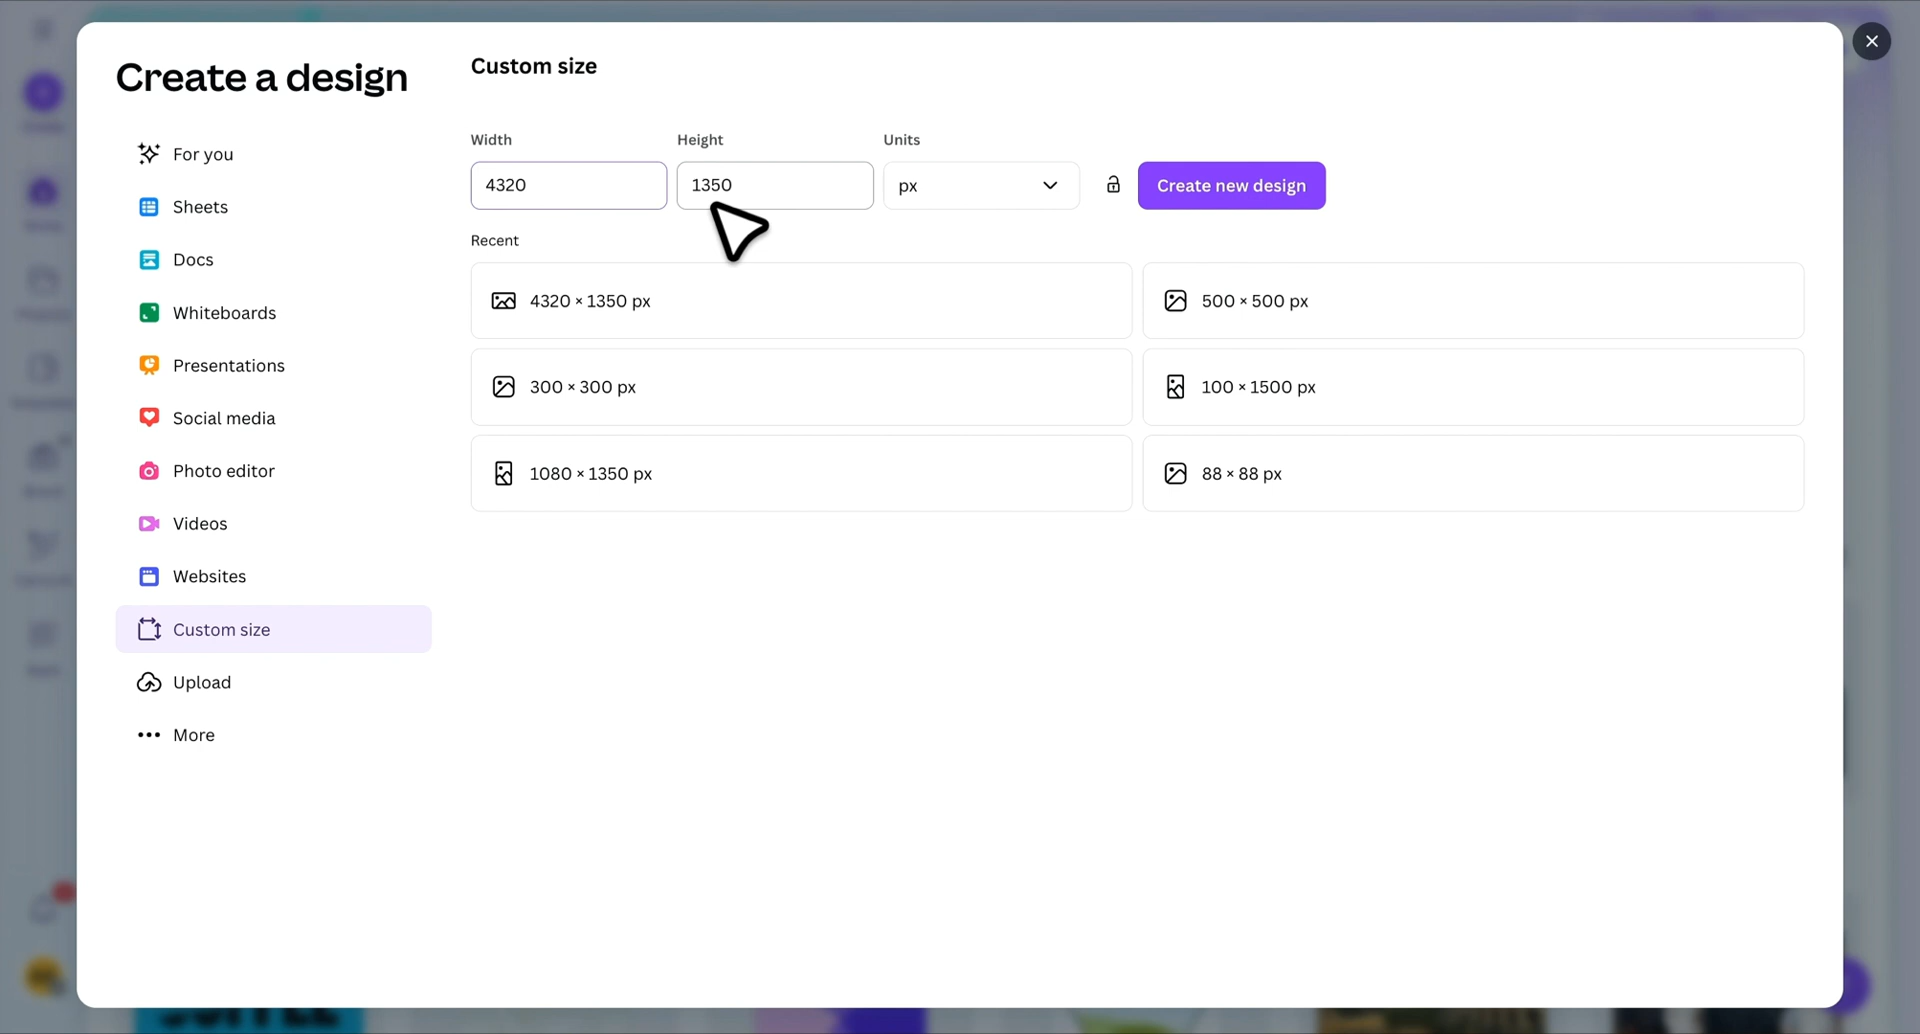 Create a design
For you
Sheets
Docs
Whiteboards
Presentations
Social media
Photo editor
Videos
Websites
Custom size
Upload
More
Custom size
Width
Height
Units
4320
1350
px
Create new design
Recent
4320 × 1350 px
500 × 500 px
300 × 300 px
100 × 1500 px
1080 × 1350 px
88 × 88 px